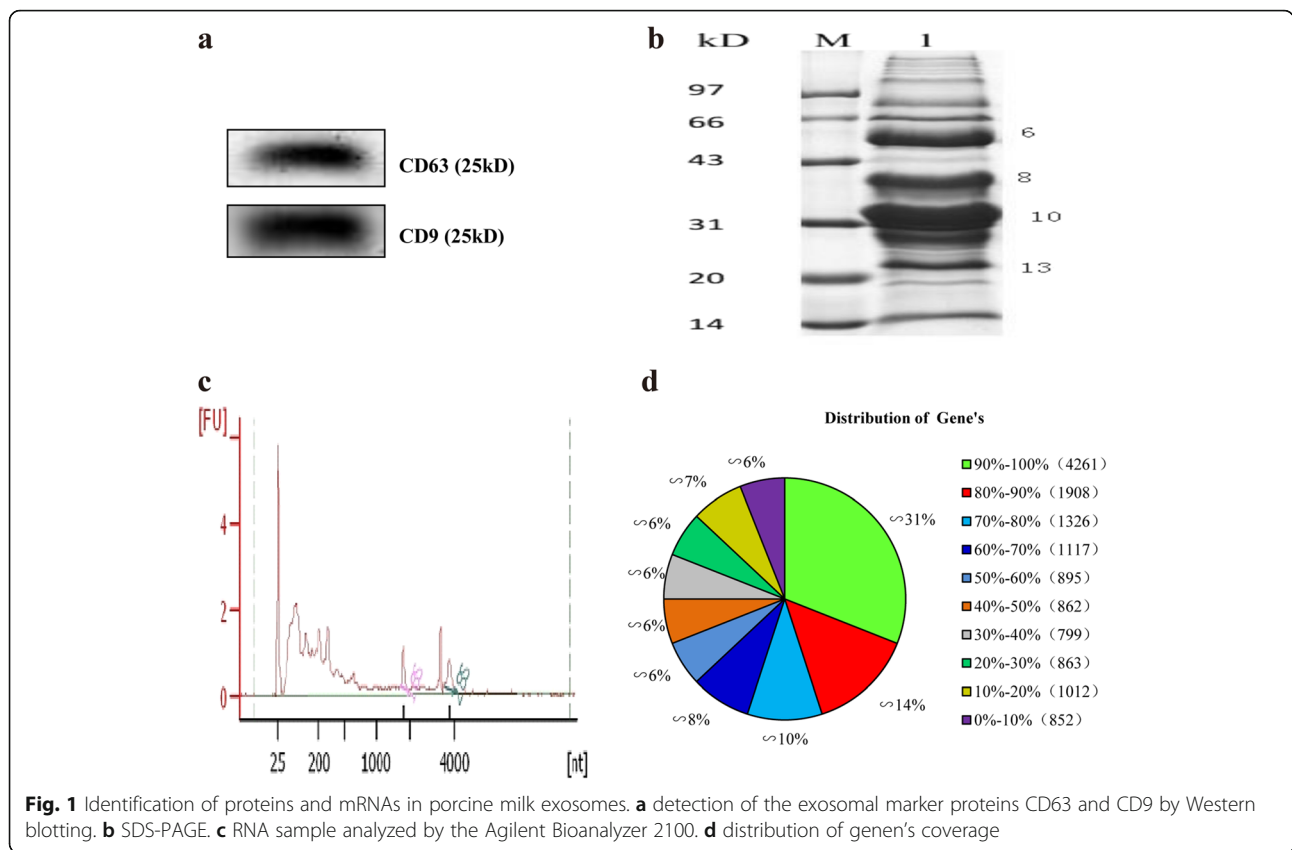 a
CD63 (25kD)
CD9 (25kD)
b
kD M 1
97
66
43
31
20
14
6
8
10
13
c
[FU]
4
2
0
25 200 1000 4000 [nt]
d
Distribution of Gene's
∽6%
∽7%
∽6%
∽6%
∽6%
∽6%
∽8%
∽10%
∽14%
∽31%
90%-100%（4261）
80%-90%（1908）
70%-80%（1326）
60%-70%（1117）
50%-60%（895）
40%-50%（862）
30%-40%（799）
20%-30%（863）
10%-20%（1012）
0%-10%（852）
Fig. 1 Identification of proteins and mRNAs in porcine milk exosomes. a detection of the exosomal marker proteins CD63 and CD9 by Western
blotting. b SDS-PAGE. c RNA sample analyzed by the Agilent Bioanalyzer 2100. d distribution of genen's coverage